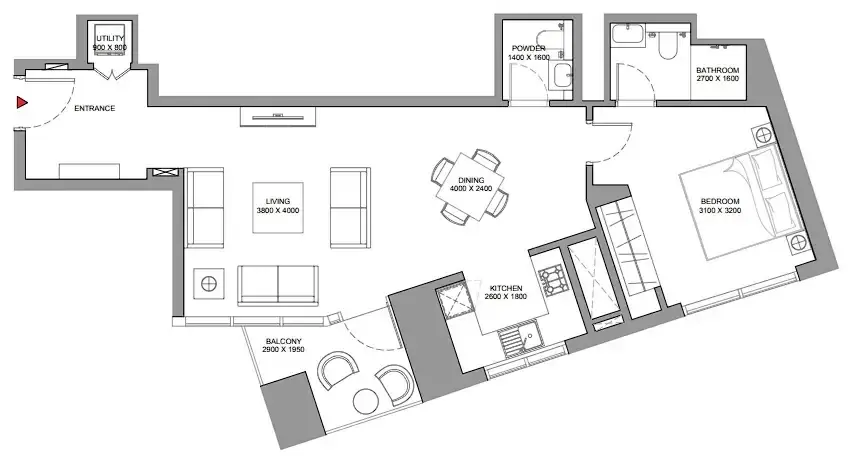 UTILITY
900 X 800
POWDER
1400 X 1600
BATHROOM
2700 X 1600
ENTRANCE
DINING
4000 X 2400
LIVING
3800 X 4000
BEDROOM
3100 X 3200
KITCHEN
2600 X 1800
BALCONY
2900 X 1950